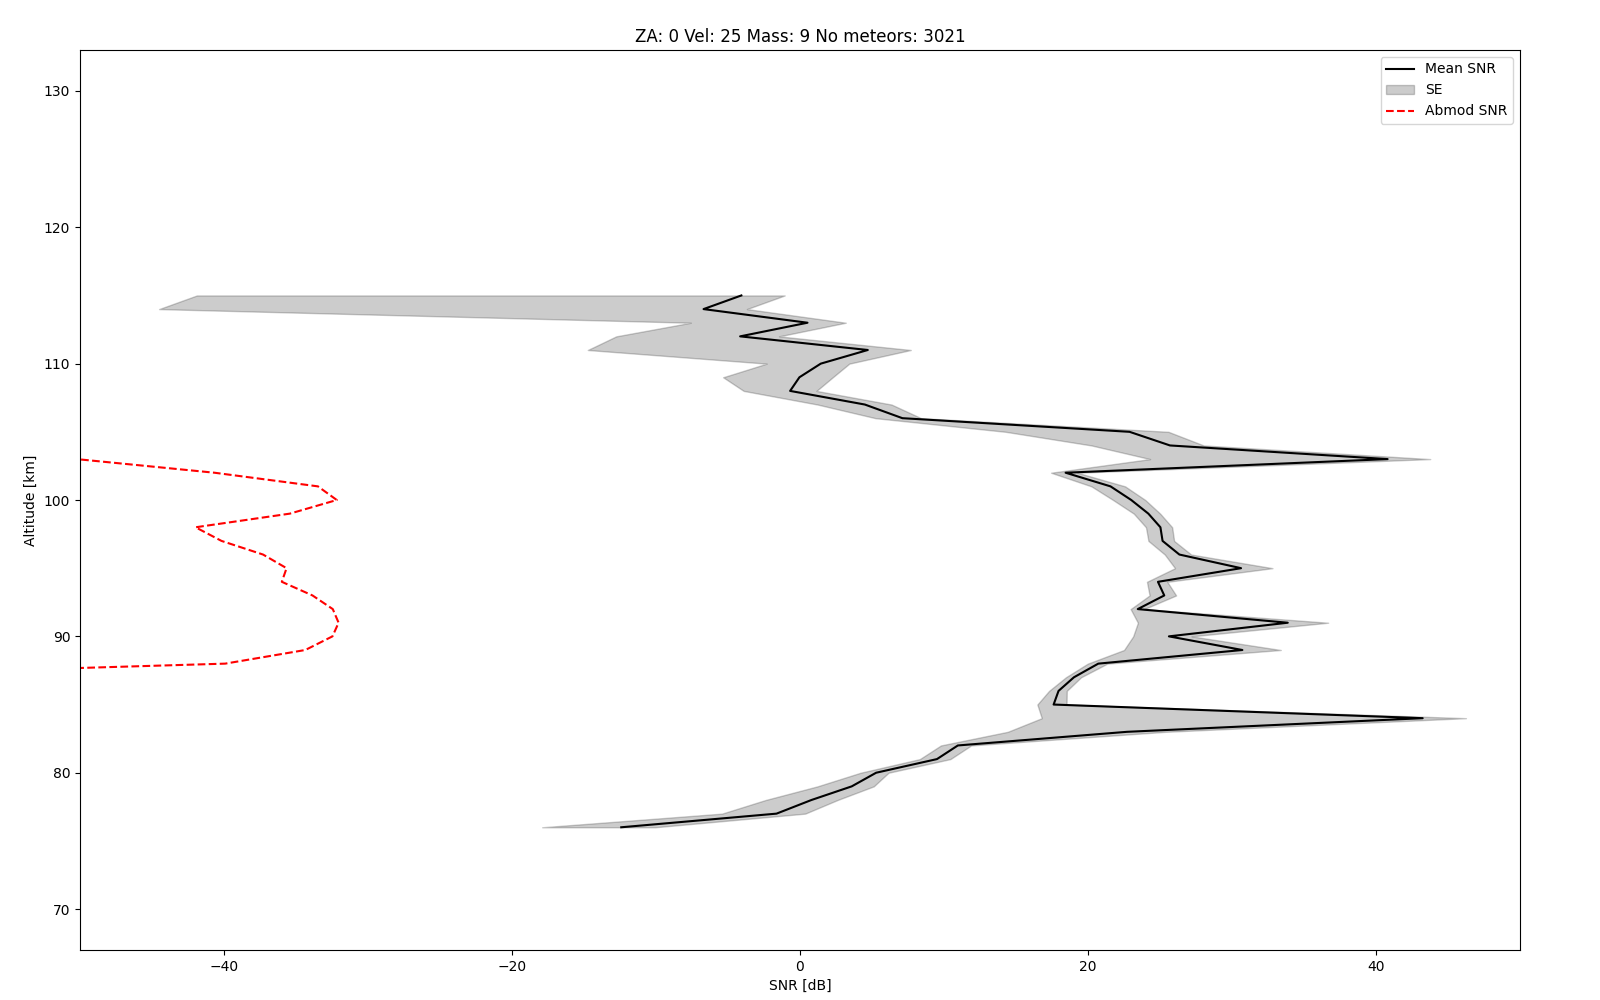 ZA: 0 Vel: 25 Mass: 9 No meteors: 3021
Mean SNR
SE
Abmod SNR
Altitude [km]
130
120
110
100
90
80
70
−40
−20
0
20
40
SNR [dB]